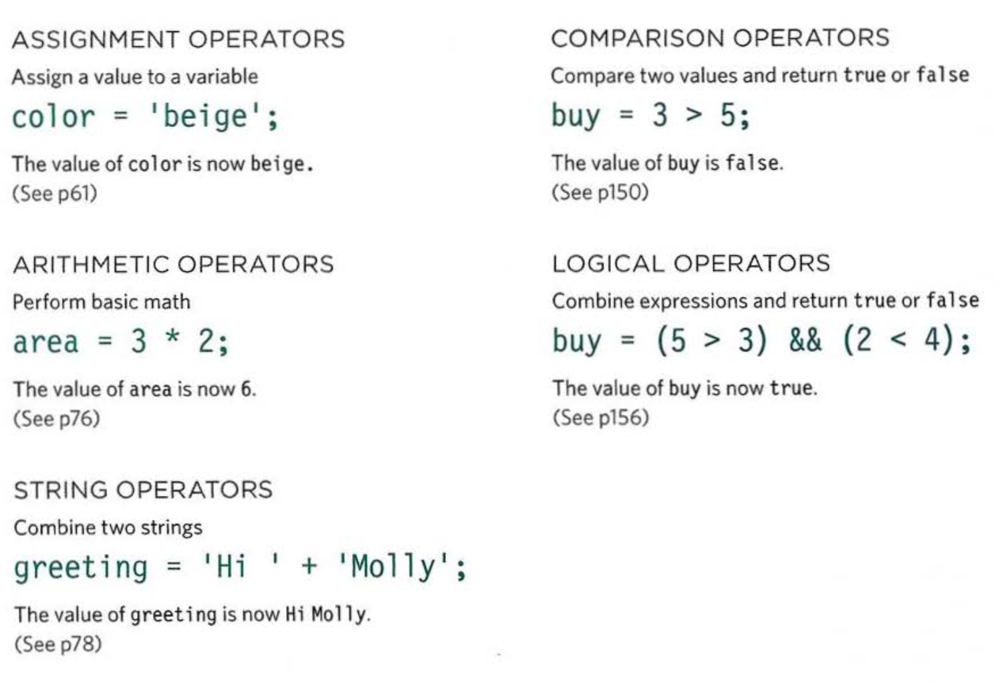 ASSIGNMENT OPERATORS
Assign a value to a variable
color = 'beige';
The value of color is now beige.
(See p61)
ARITHMETIC OPERATORS
Perform basic math
area = 3 * 2;
The value of area is now 6.
(See p76)
STRING OPERATORS
Combine two strings
greeting = 'Hi ' + 'Molly';
The value of greeting is now Hi Molly.
(See p78)
COMPARISON OPERATORS
Compare two values and return true or false
buy = 3 > 5;
The value of buy is false.
(See p150)
LOGICAL OPERATORS
Combine expressions and return true or false
buy = (5 > 3) && (2 < 4);
The value of buy is now true.
(See p156)